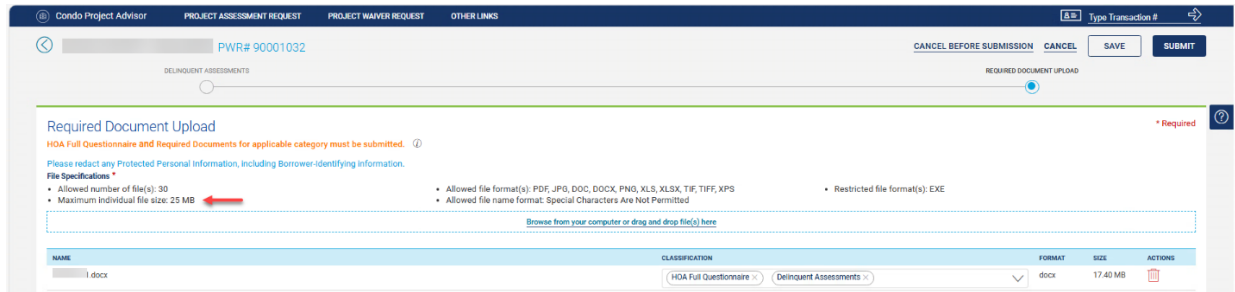 Condo Project Advisor PROJECT ASSESSMENT REQUEST PROJECT WAIVER REQUEST OTHER LINKS Type Transaction #
PWR# 90001032 CANCEL BEFORE SUBMISSION CANCEL SAVE SUBMIT
DELINQUENT ASSESSMENTS REQUIRED DOCUMENT UPLOAD
Required Document Upload * Required
HOA Full Questionnaire and Required Documents for applicable category must be submitted.
Please redact any Protected Personal Information, including Borrower-Identifying information.
File Specifications *
• Allowed number of file(s): 30 • Allowed file format(s): PDF, JPG, DOC, DOCX, PNG, XLS, XLSX, TIF, TIFF, XPS • Restricted file format(s): EXE
• Maximum individual file size: 25 MB • Allowed file name format: Special Characters Are Not Permitted
Browse from your computer or drag and drop file(s) here
NAME CLASSIFICATION FORMAT SIZE ACTIONS
.docx HOA Full Questionnaire × Delinquent Assessments × docx 17.40 MB